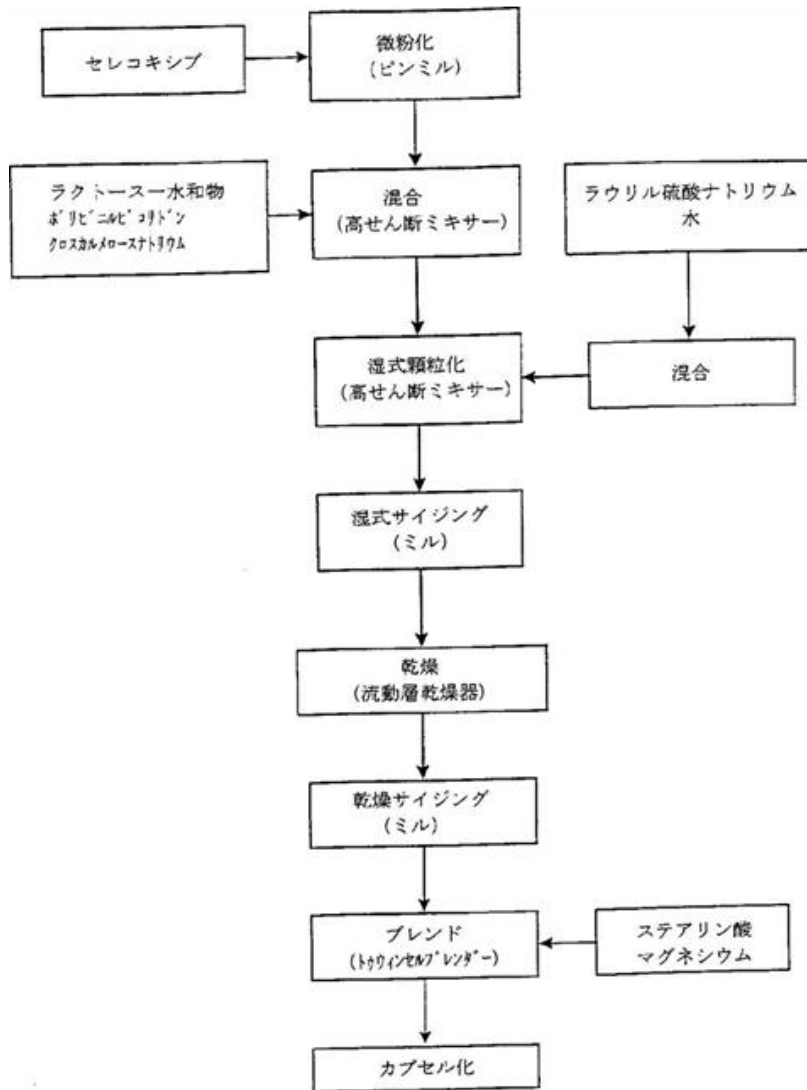 セレコキシブ
微粉化
(ピンミル)
ラクトース一水和物
ポリビニルピロリドン
クロスカルメロースナトリウム
混合
(高せん断ミキサー)
ラウリル硫酸ナトリウム
水
湿式顆粒化
(高せん断ミキサー)
混合
湿式サイジング
(ミル)
乾燥
(流動層乾燥器)
乾燥サイジング
(ミル)
ブレンド
(トゥウィンセルブレンダー)
ステアリン酸
マグネシウム
カプセル化